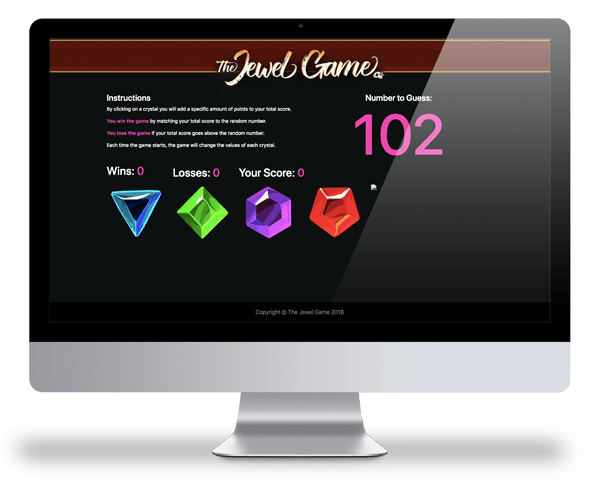 The Jewel Game
Instructions
By clicking on a crystal you will add a specific amount of points to your total score.
You win the game by matching your total score to the random number.
You lose the game if your total score goes above the random number.
Each time the game starts, the game will change the values of each crystal.
Number to Guess:
102
Wins: 0
Losses: 0
Your Score: 0
Copyright © The Jewel Game 2018